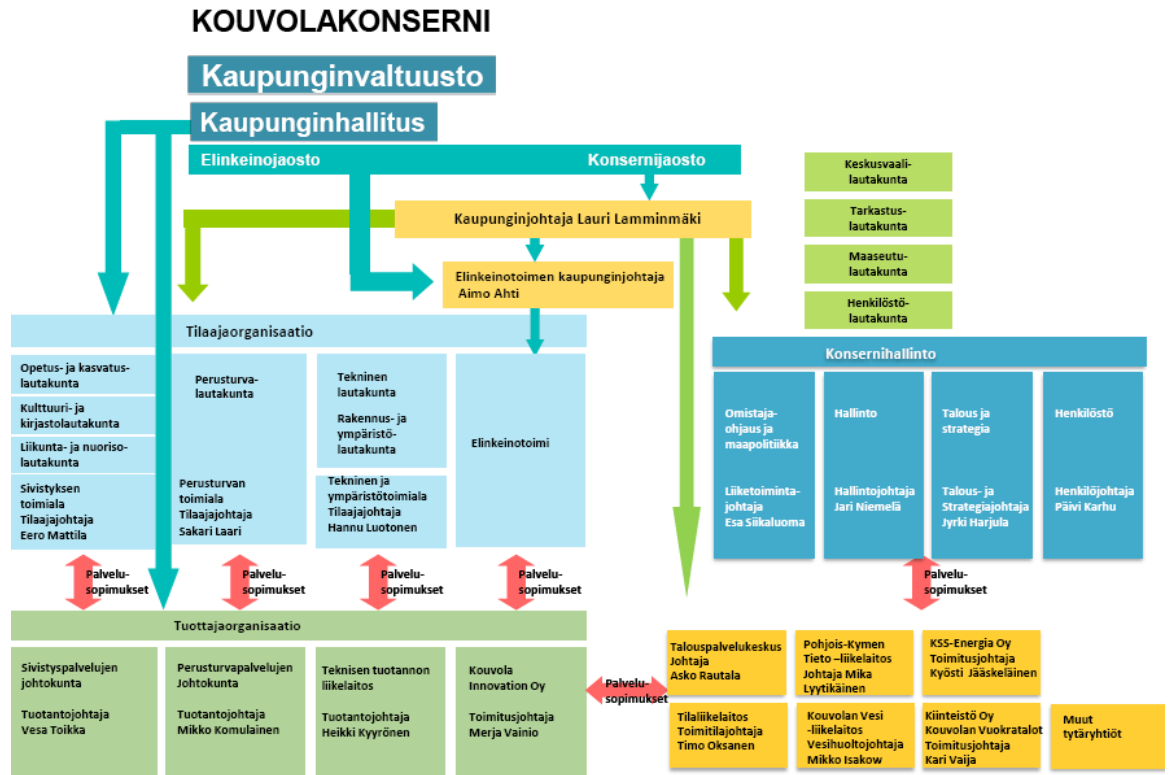 KOUVOLAKONSERNI
Kaupunginvaltuusto
Kaupunginhallitus
Elinkeinojaosto
Konsernijaosto
Kaupunginjohtaja Lauri Lamminmäki
Elinkeinotoimen kaupunginjohtaja
Aimo Ahti
Keskusvaali-
lautakunta
Tarkastus-
lautakunta
Maaseutu-
lautakunta
Henkilöstö-
lautakunta
Tilaajaorganisaatio
Opetus- ja kasvatus-
lautakunta
Kulttuuri- ja
kirjastolautakunta
Liikunta- ja nuoriso-
lautakunta
Sivistyksen
toimiala
Tilaajajohtaja
Eero Mattila
Perusturva-
lautakunta
Perusturvan
toimiala
Tilaajajohtaja
Sakari Laari
Tekninen
lautakunta
Rakennus- ja
ympäristö-
lautakunta
Tekninen ja
ympäristötoimiala
Tilaajajohtaja
Hannu Luotonen
Elinkeinotoimi
Konsernihallinto
Omistaja-
ohjaus ja
maapolitiikka
Liiketoiminta-
johtaja
Esa Siikaluoma
Hallinto
Hallintojohtaja
Jari Niemelä
Talous ja
strategia
Talous- ja
Strategiajohtaja
Jyrki Harjula
Henkilöstö
Henkilöjohtaja
Päivi Karhu
Palvelu-
sopimukset
Palvelu-
sopimukset
Palvelu-
sopimukset
Palvelu-
sopimukset
Palvelu-
sopimukset
Tuottajaorganisaatio
Sivistyspalvelujen
johtokunta
Tuotantojohtaja
Vesa Toikka
Perusturvapalvelujen
Johtokunta
Tuotantojohtaja
Mikko Komulainen
Teknisen tuotannon
liikelaitos
Tuotantojohtaja
Heikki Kyyrönen
Kouvola
Innovation Oy
Toimitusjohtaja
Merja Vainio
Palvelu-
sopimukset
Talouspalvelukeskus
Johtaja
Asko Rautala
Pohjois-Kymen
Tieto –liikelaitos
Johtaja Mika
Lyytikäinen
KSS-Energia Oy
Toimitusjohtaja
Kyösti Jääskeläinen
Tilaliikelaitos
Toimitilajohtaja
Timo Oksanen
Kouvolan Vesi
-liikelaitos
Vesihuoltojohtaja
Mikko Isakow
Kiinteistö Oy
Kouvolan Vuokratalot
Toimitusjohtaja
Kari Vaija
Muut
tytäryhtiöt